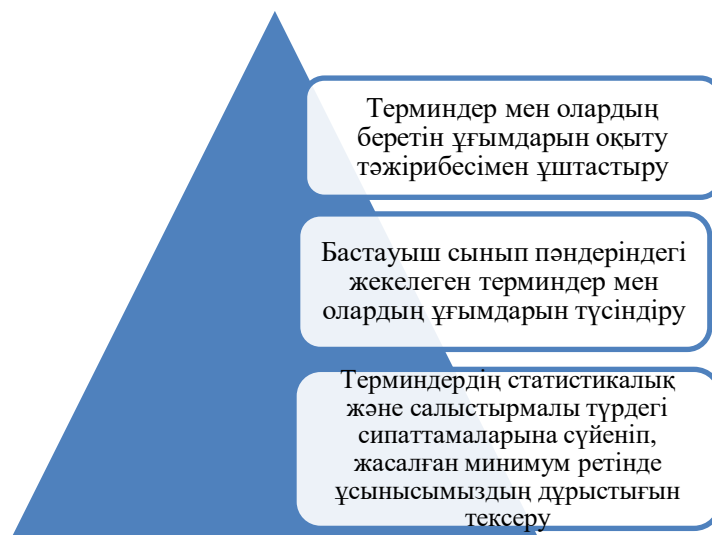 Терминдер мен олардың
беретін ұғымдарын оқыту
тәжірибесімен ұштастыру
Бастауыш сынып пәндеріндегі
жекелеген терминдер мен
олардың ұғымдарын түсіндіру
Терминдердің статистикалық
және салыстырмалы түрдегі
сипаттамаларына сүйеніп,
жасалған минимум ретінде
ұсынысымыздың дұрыстығын
тексеру